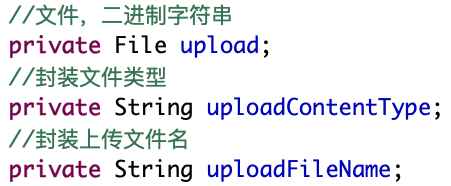 //文件，二进制字符串
private File upload;
//封装文件类型
private String uploadContentType;
//封装上传文件名
private String uploadFileName;